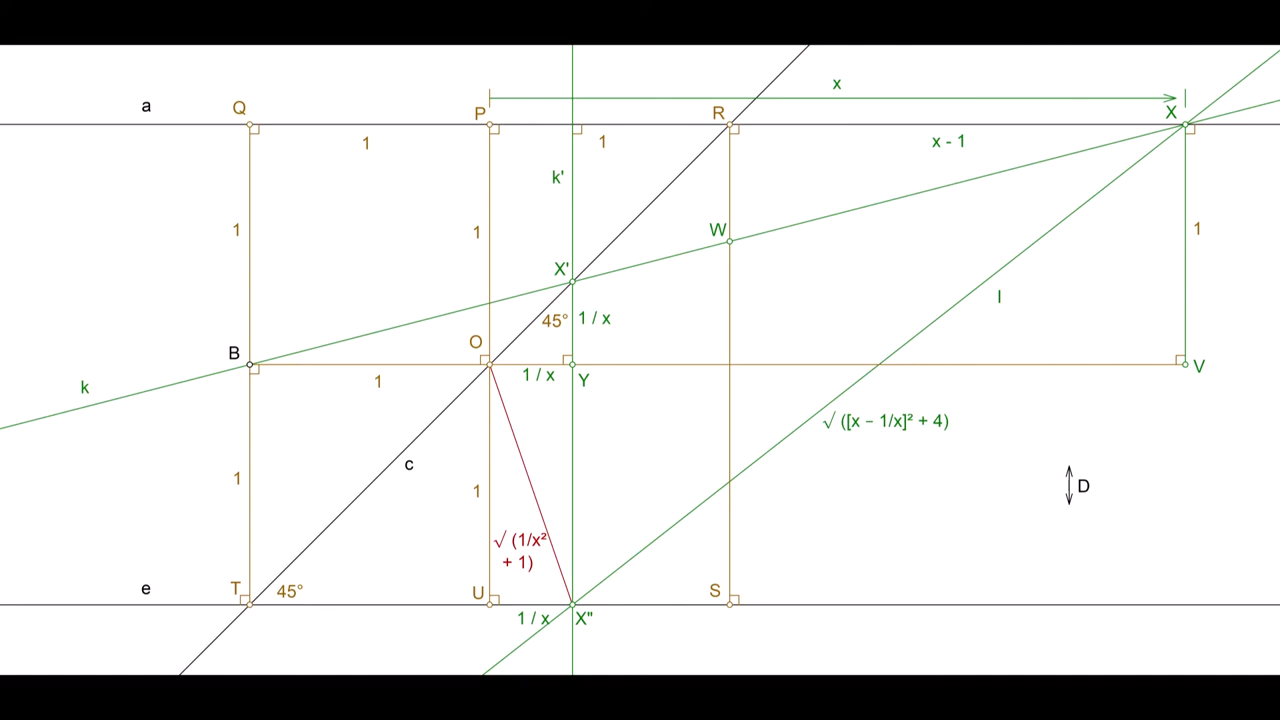 x
a
Q
P
R
X
1
1
x - 1
k'
1
1
W
1
X'
l
45°
1 / x
B
O
V
1
1 / x
Y
k
√ ([x − 1/x]² + 4)
c
1
1
D
√ (1/x²
+ 1)
e
T
45°
U
S
1 / x
X"